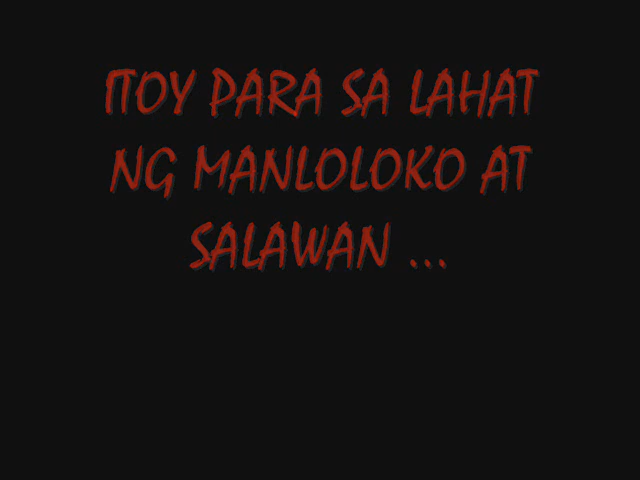 ITOY PARA SA LAHAT
NG MANLOLOKO AT
SALAWAN ...